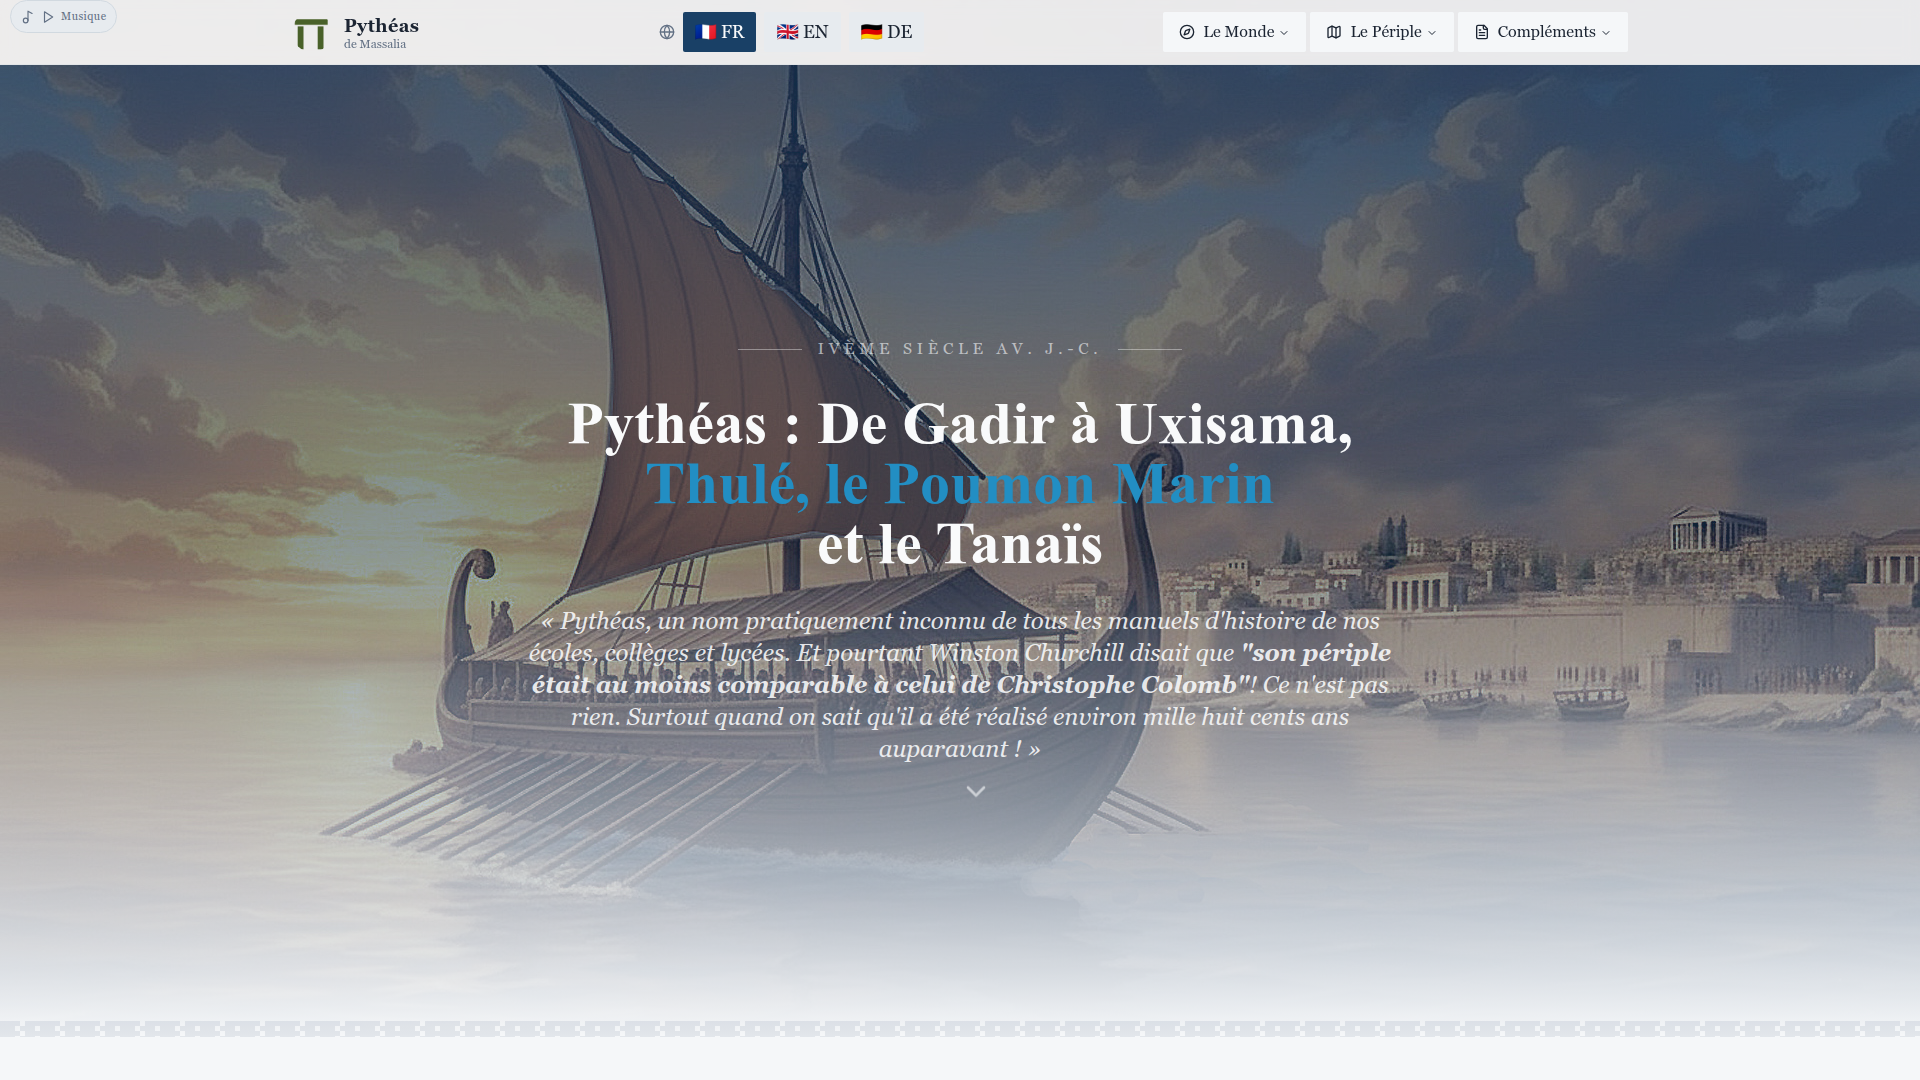 Musique
Pythéas
de Massalia
FR
EN
DE
Le Monde
Le Périple
Compléments
IVÈME SIÈCLE AV. J.-C.
Pythéas : De Gadir à Uxisama,
Thulé, le Poumon Marin
et le Tanaïs
« Pythéas, un nom pratiquement inconnu de tous les manuels d'histoire de nos
écoles, collèges et lycées. Et pourtant Winston Churchill disait que "son périple
était au moins comparable à celui de Christophe Colomb"! Ce n'est pas
rien. Surtout quand on sait qu'il a été réalisé environ mille huit cents ans
auparavant ! »